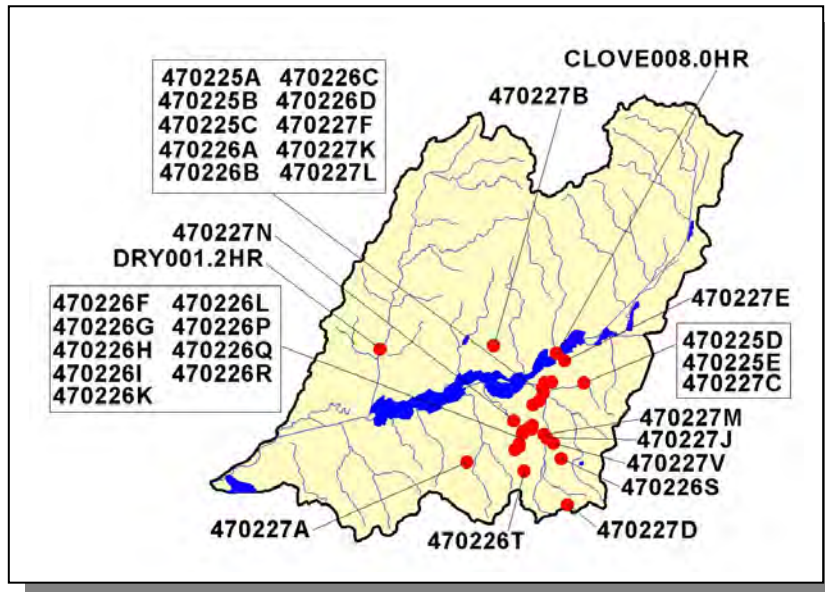 CLOVE008.0HR
470225A 470226C
470225B 470226D
470225C 470227F
470226A 470227K
470226B 470227L
470227B
470227N
DRY001.2HR
470226F 470226L
470226G 470226P
470226H 470226Q
470226I 470226R
470226K
470227E
470225D
470225E
470227C
470227M
470227J
470227V
470226S
470227A
470226T
470227D